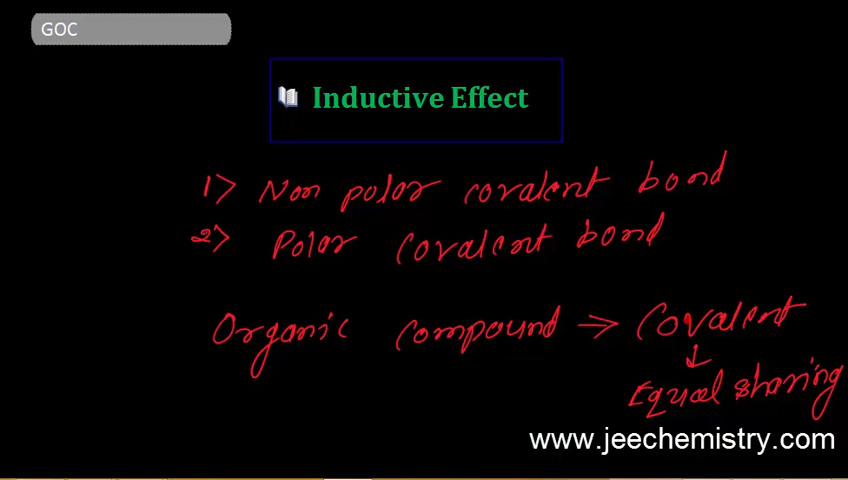 GOC
Inductive Effect
1> Non polar covalent bond
2> Polar covalent bond
Organic compound → Covalent
↓
Equal sharing
www.jeechemistry.com